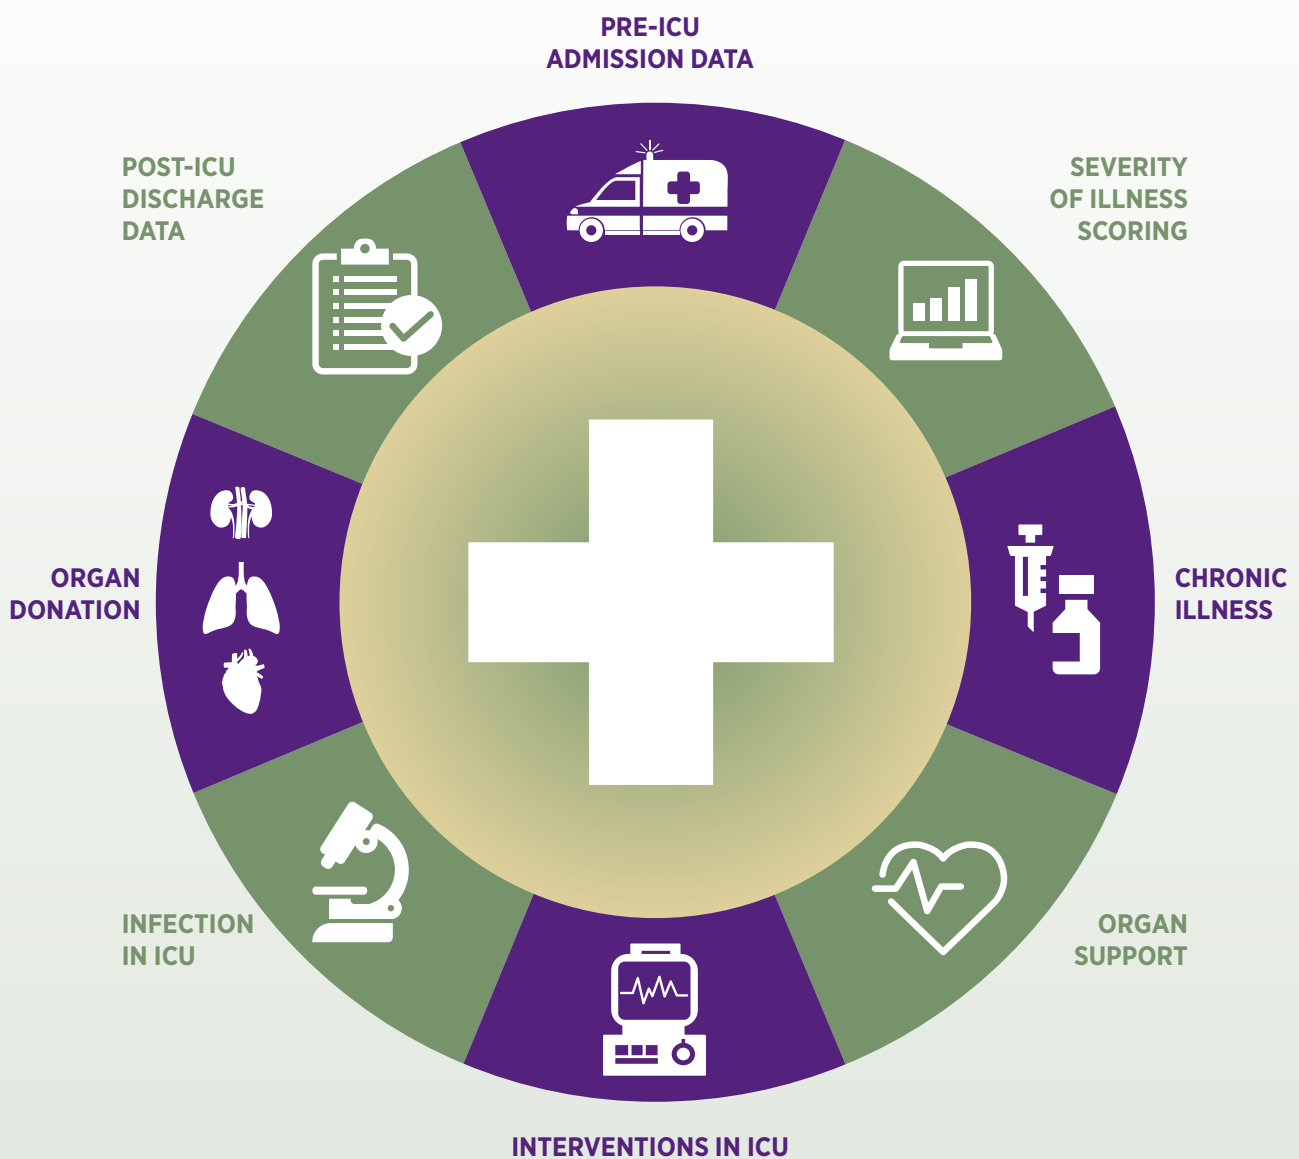 PRE-ICU
ADMISSION DATA
SEVERITY
OF ILLNESS
SCORING
CHRONIC
ILLNESS
ORGAN
SUPPORT
INTERVENTIONS IN ICU
INFECTION
IN ICU
ORGAN
DONATION
POST-ICU
DISCHARGE
DATA